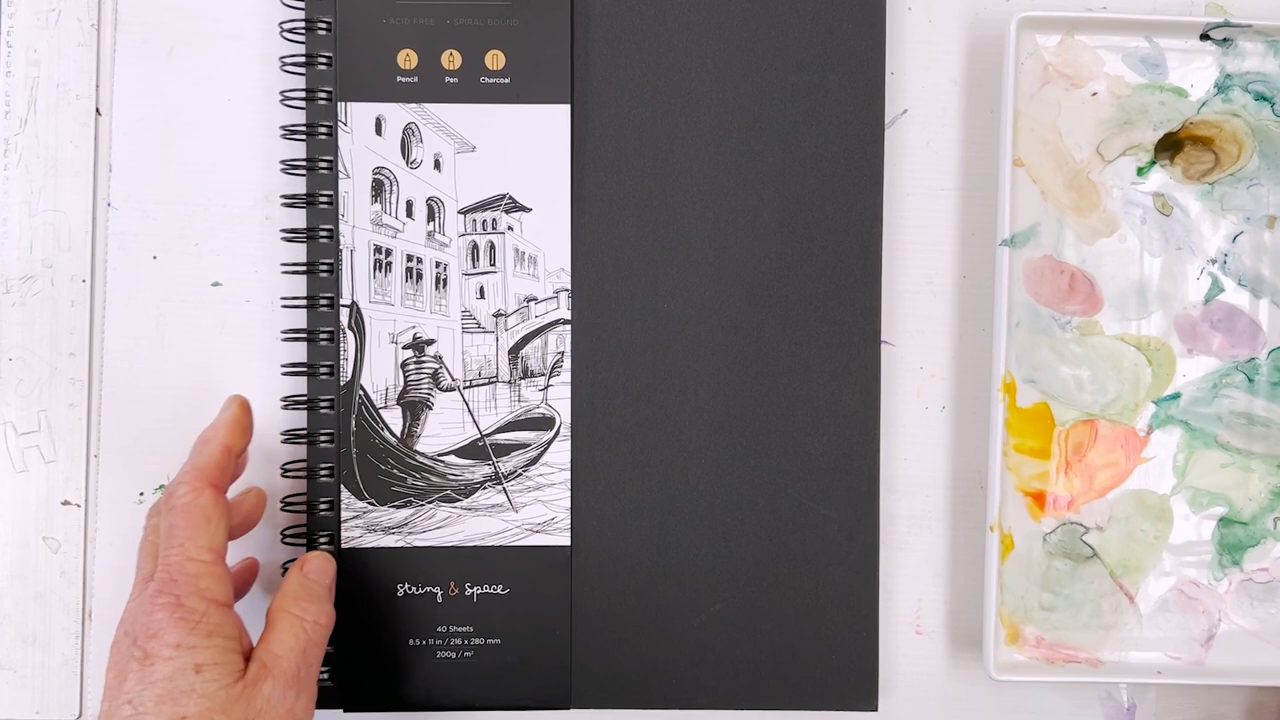 • ACID FREE • SPIRAL BOUND
Pencil Pen Charcoal
String & Space
40 Sheets
8.5 x 11 in / 216 x 280 mm
200g / m²